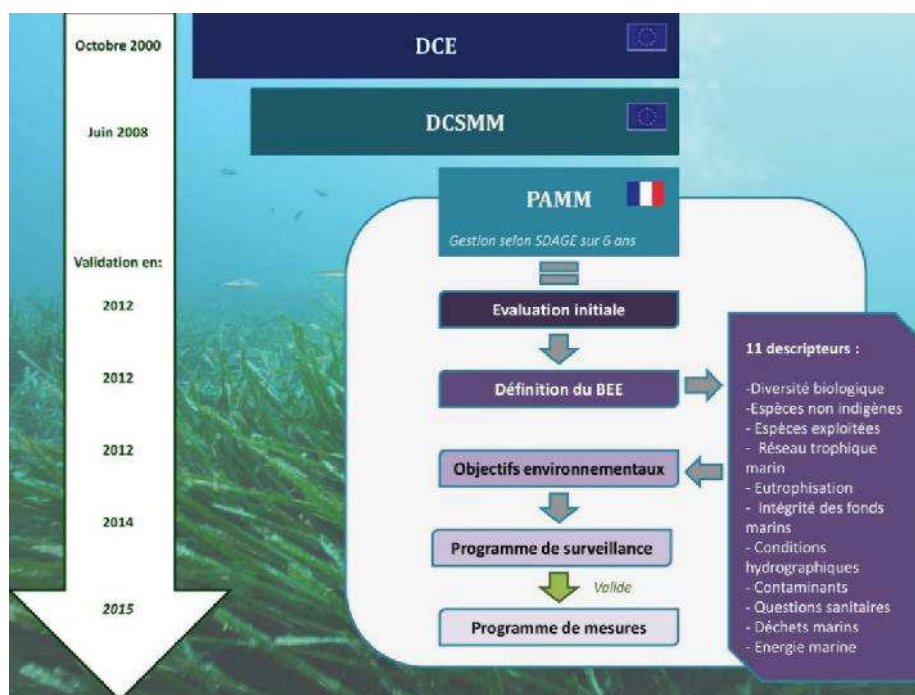 Octobre 2000
DCE
Juin 2008
DCSMM
PAMM
Gestion selon SDAGE sur 6 ans
Validation en:
2012
Evaluation initiale
2012
Définition du BEE
2012
Objectifs environnementaux
2014
Programme de surveillance
Valide
2015
Programme de mesures
11 descripteurs :
-Diversité biologique
-Espèces non indigènes
- Espèces exploitées
- Réseau trophique
marin
- Eutrophisation
- Intégrité des fonds
marins
- Conditions
hydrographiques
- Contaminants
- Questions sanitaires
- Déchets marins
- Energie marine